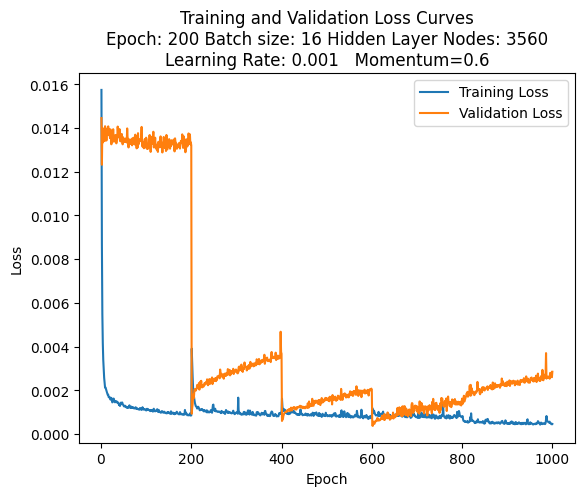 Training and Validation Loss Curves
Epoch: 200 Batch size: 16 Hidden Layer Nodes: 3560
Learning Rate: 0.001   Momentum=0.6
Training Loss
Validation Loss
0.016
0.014
0.012
0.010
0.008
0.006
0.004
0.002
0.000
Loss
0 200 400 600 800 1000
Epoch